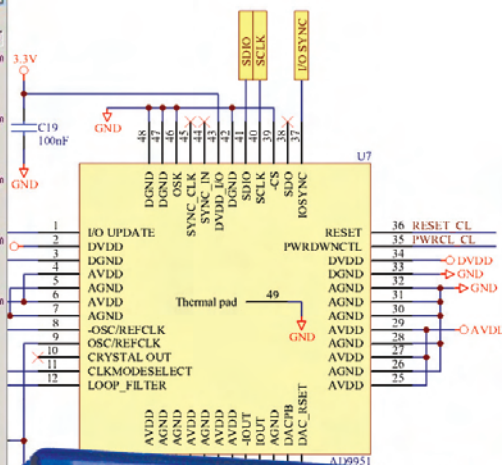 SDIO
SCLK
I/O SYNC
3.3V
C19
100nF
GND
GND
U7
48
47
46
45
44
43
42
41
40
39
38
37
DGND
DGND
OSK
SYNC_CLK
SYNC_IN
DVDD_I/O
DGND
SDIO
SCLK
-CS
SDO
IOSYNC
1 I/O UPDATE
2 DVDD
3 DGND
4 AVDD
5 AGND
6 AVDD
7 AGND
8 -OSC/REFCLK
9 OSC/REFCLK
10 CRYSTAL OUT
11 CLKMODESELECT
12 LOOP_FILTER
RESET 36 RESET_CL
PWRDWNCTL 35 PWRCL_CL
DVDD 34 DVDD
DGND 33 GND
AGND 32 GND
AGND 31
AGND 30
AVDD 29
AGND 28
AVDD 27
AGND 26
AVDD 25
Thermal pad 49
GND
AVDD
AGND
AGND
AVDD
AGND
AVDD
AVDD
-IOUT
IOUT
AGND
DACPB
DAC_RSET
AD9951